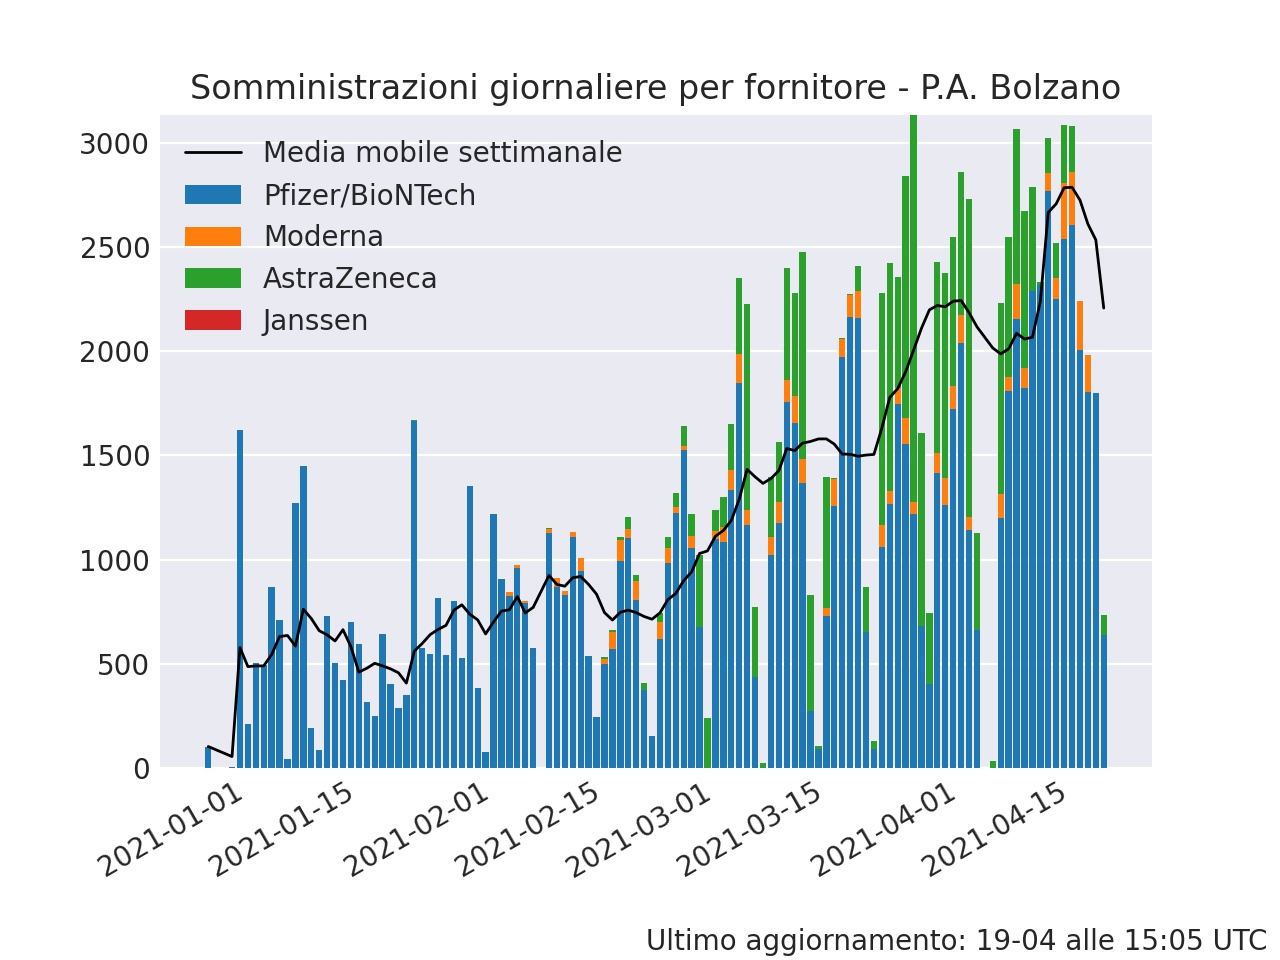 Somministrazioni giornaliere per fornitore - P.A. Bolzano
3000
2500
2000
1500
1000
500
0
Media mobile settimanale
Pfizer/BioNTech
Moderna
AstraZeneca
Janssen
2021-01-01
2021-01-15
2021-02-01
2021-02-15
2021-03-01
2021-03-15
2021-04-01
2021-04-15
Ultimo aggiornamento: 19-04 alle 15:05 UTC